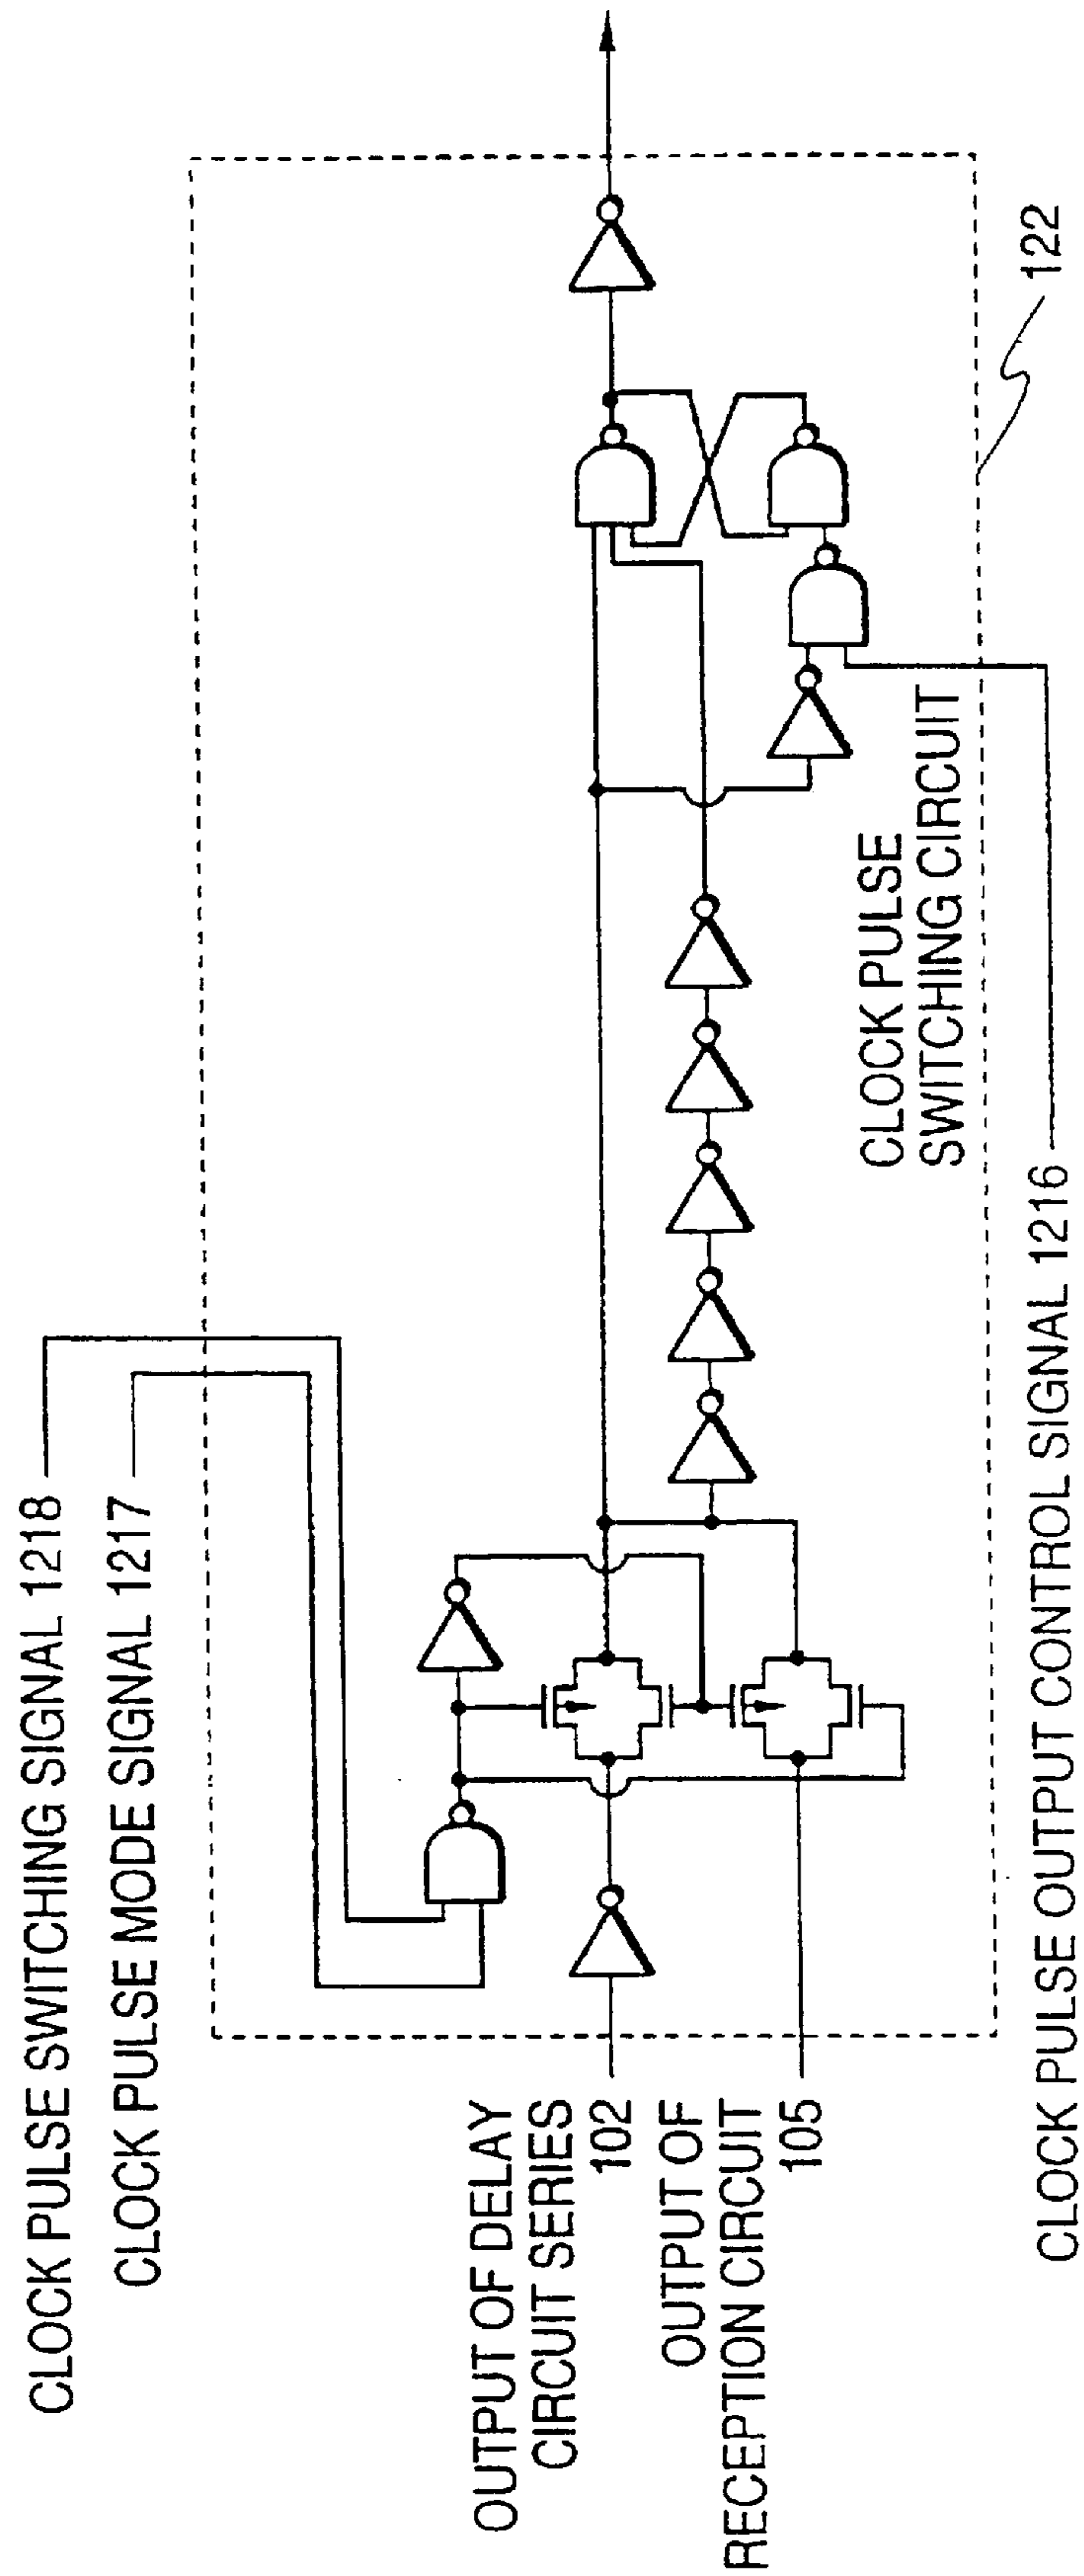 CLOCK PULSE SWITCHING SIGNAL 1218
CLOCK PULSE MODE SIGNAL 1217
OUTPUT OF DELAY
CIRCUIT SERIES
102
OUTPUT OF
RECEPTION CIRCUIT
105
CLOCK PULSE
SWITCHING CIRCUIT
122
CLOCK PULSE OUTPUT CONTROL SIGNAL 1216